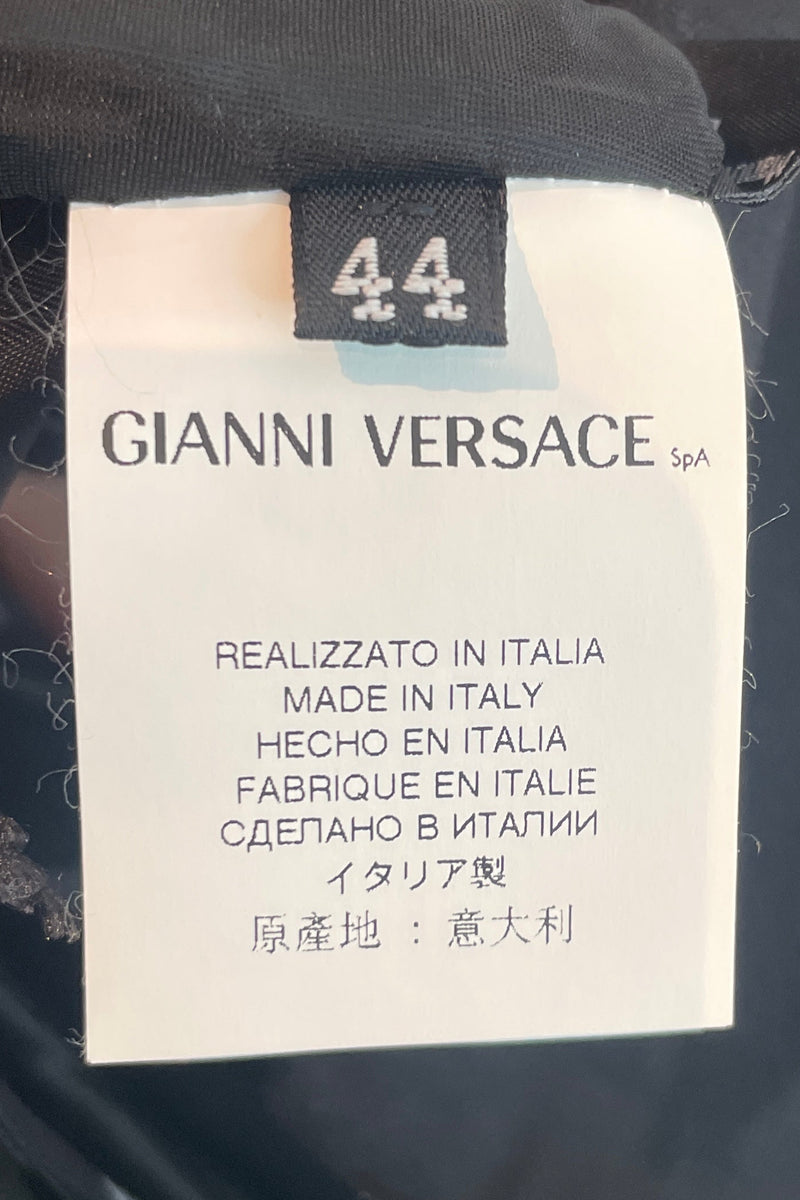 44
GIANNI VERSACE SpA
REALIZZATO IN ITALIA
MADE IN ITALY
HECHO EN ITALIA
FABRIQUE EN ITALIE
СДЕЛАНО В ИТАЛИИ
イタリア製
原產地 : 意大利